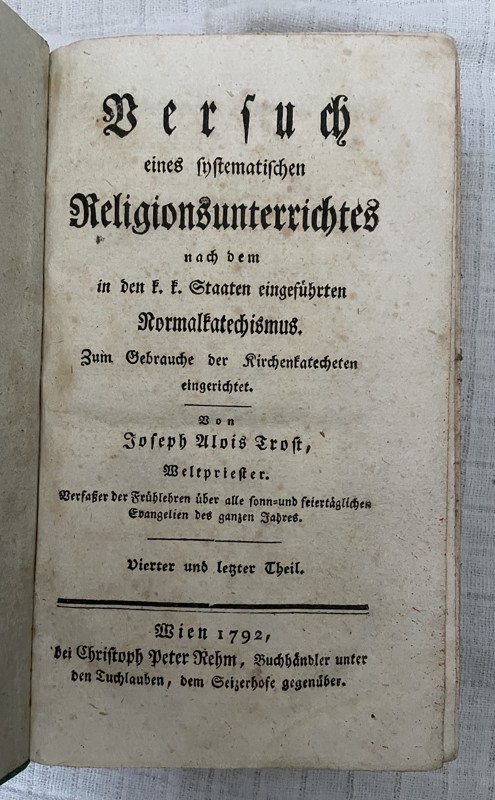 Versuch
eines systematischen
Religionsunterrichtes
nach dem
in den k. k. Staaten eingeführten
Normalkatechismus.
Zum Gebrauche der Kirchenkatecheten
eingerichtet.
Von
Joseph Alois Trost,
Weltpriester.
Verfaßer der Frühlehren über alle sonn-und feiertäglichen
Evangelien des ganzen Jahres.
Vierter und letzter Theil.
Wien 1792,
bei Christoph Peter Rehm, Buchhändler unter
den Tuchlauben, dem Seizerhofe gegenüber.